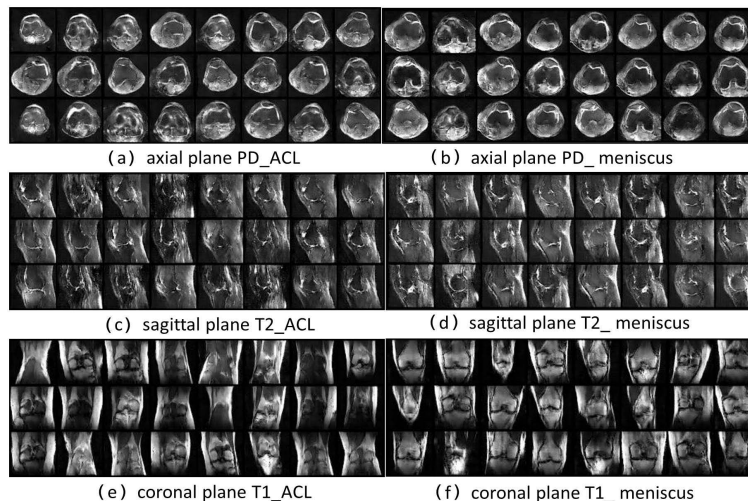 (a) axial plane PD_ACL
(b) axial plane PD_ meniscus
(c) sagittal plane T2_ACL
(d) sagittal plane T2_ meniscus
(e) coronal plane T1_ACL
(f) coronal plane T1_ meniscus